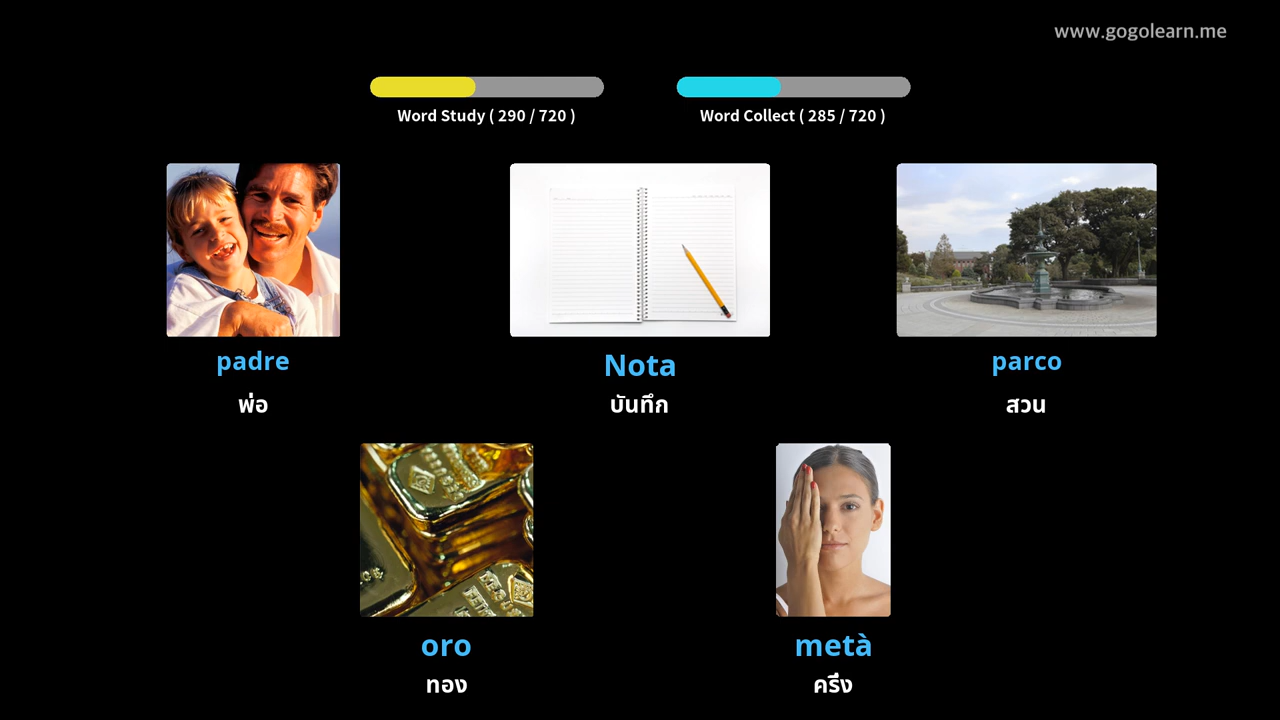 www.gogolearn.me
Word Study ( 290 / 720 )
Word Collect ( 285 / 720 )
padre
Nota
parco
พ่อ
บันทึก
สวน
oro
metà
ทอง
ครึ่ง